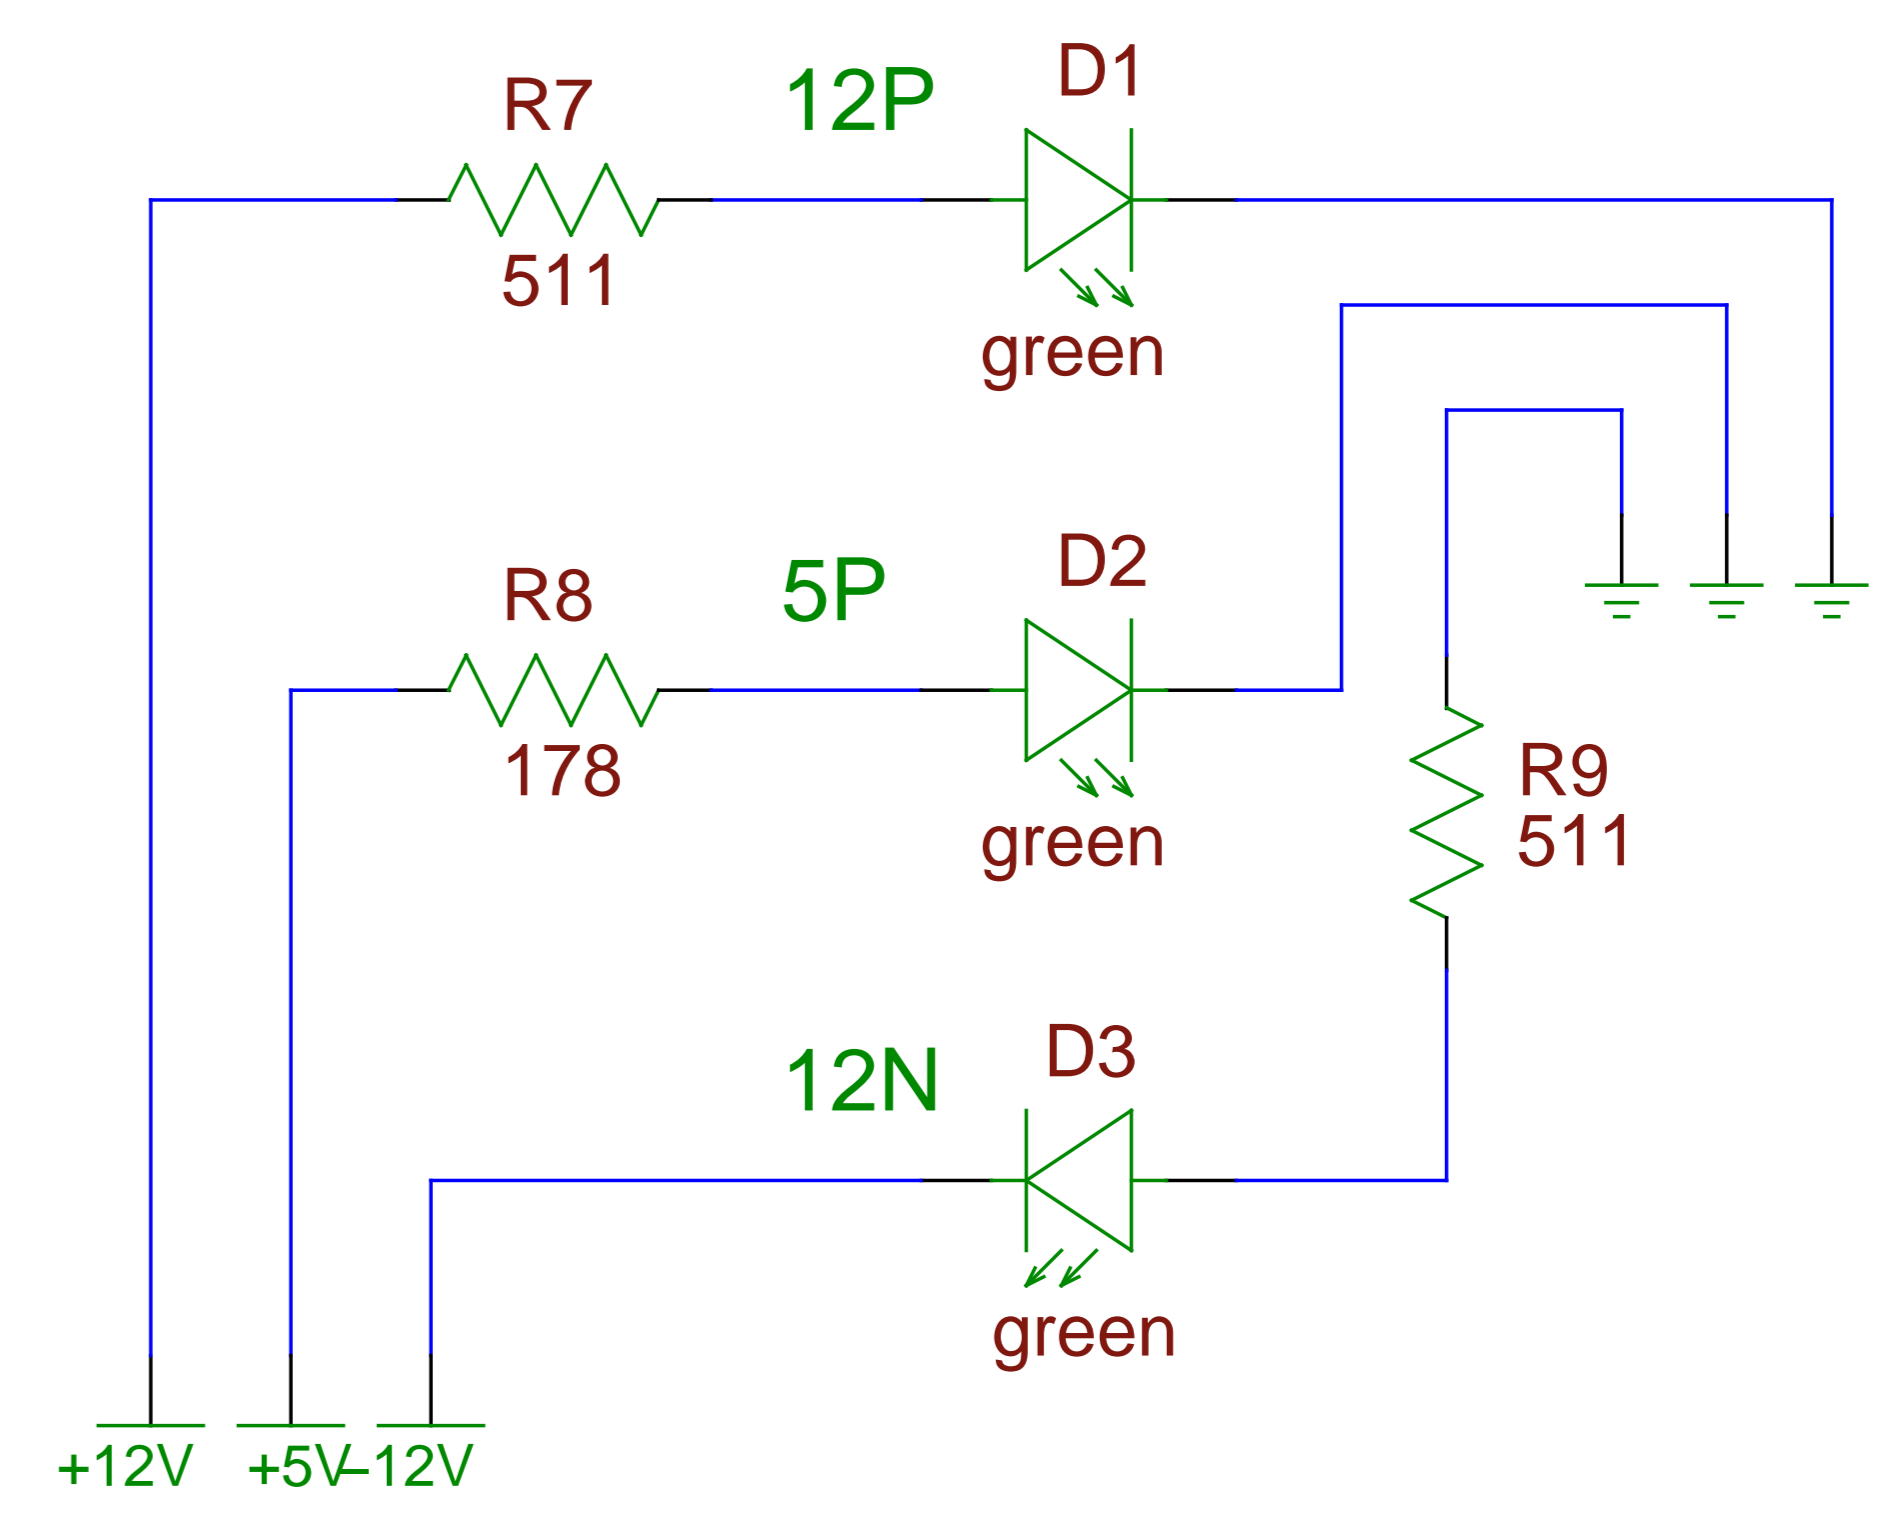 D1
R7
12P
511
green
D2
R8
5P
178
green
R9
511
D3
12N
green
+12V
+5V
-12V